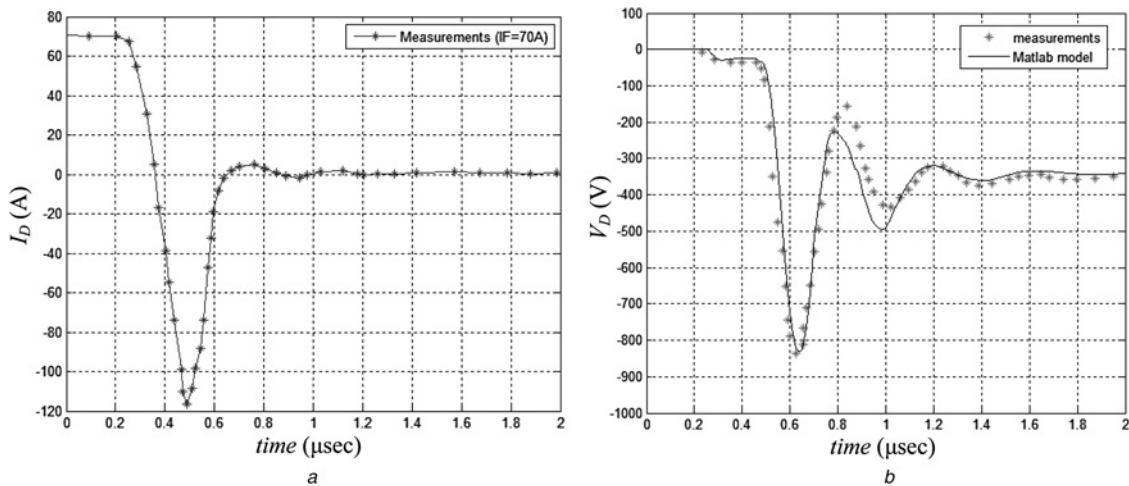 80
60
40
20
0
-20
-40
-60
-80
-100
-120
I_D (A)
Measurements (IF=70A)
0 0.2 0.4 0.6 0.8 1 1.2 1.4 1.6 1.8 2
time (μsec)
a
100
0
-100
-200
-300
-400
-500
-600
-700
-800
-900
-1000
V_D (V)
measurements
Matlab model
0 0.2 0.4 0.6 0.8 1 1.2 1.4 1.6 1.8 2
time (μsec)
b